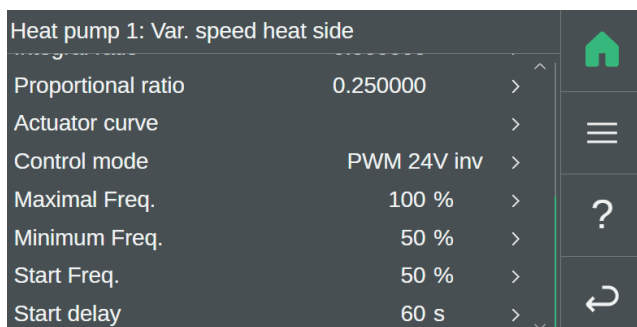 Heat pump 1: Var. speed heat side
Proportional ratio 0.250000
Actuator curve
Control mode PWM 24V inv
Maximal Freq. 100 %
Minimum Freq. 50 %
Start Freq. 50 %
Start delay 60 s
?